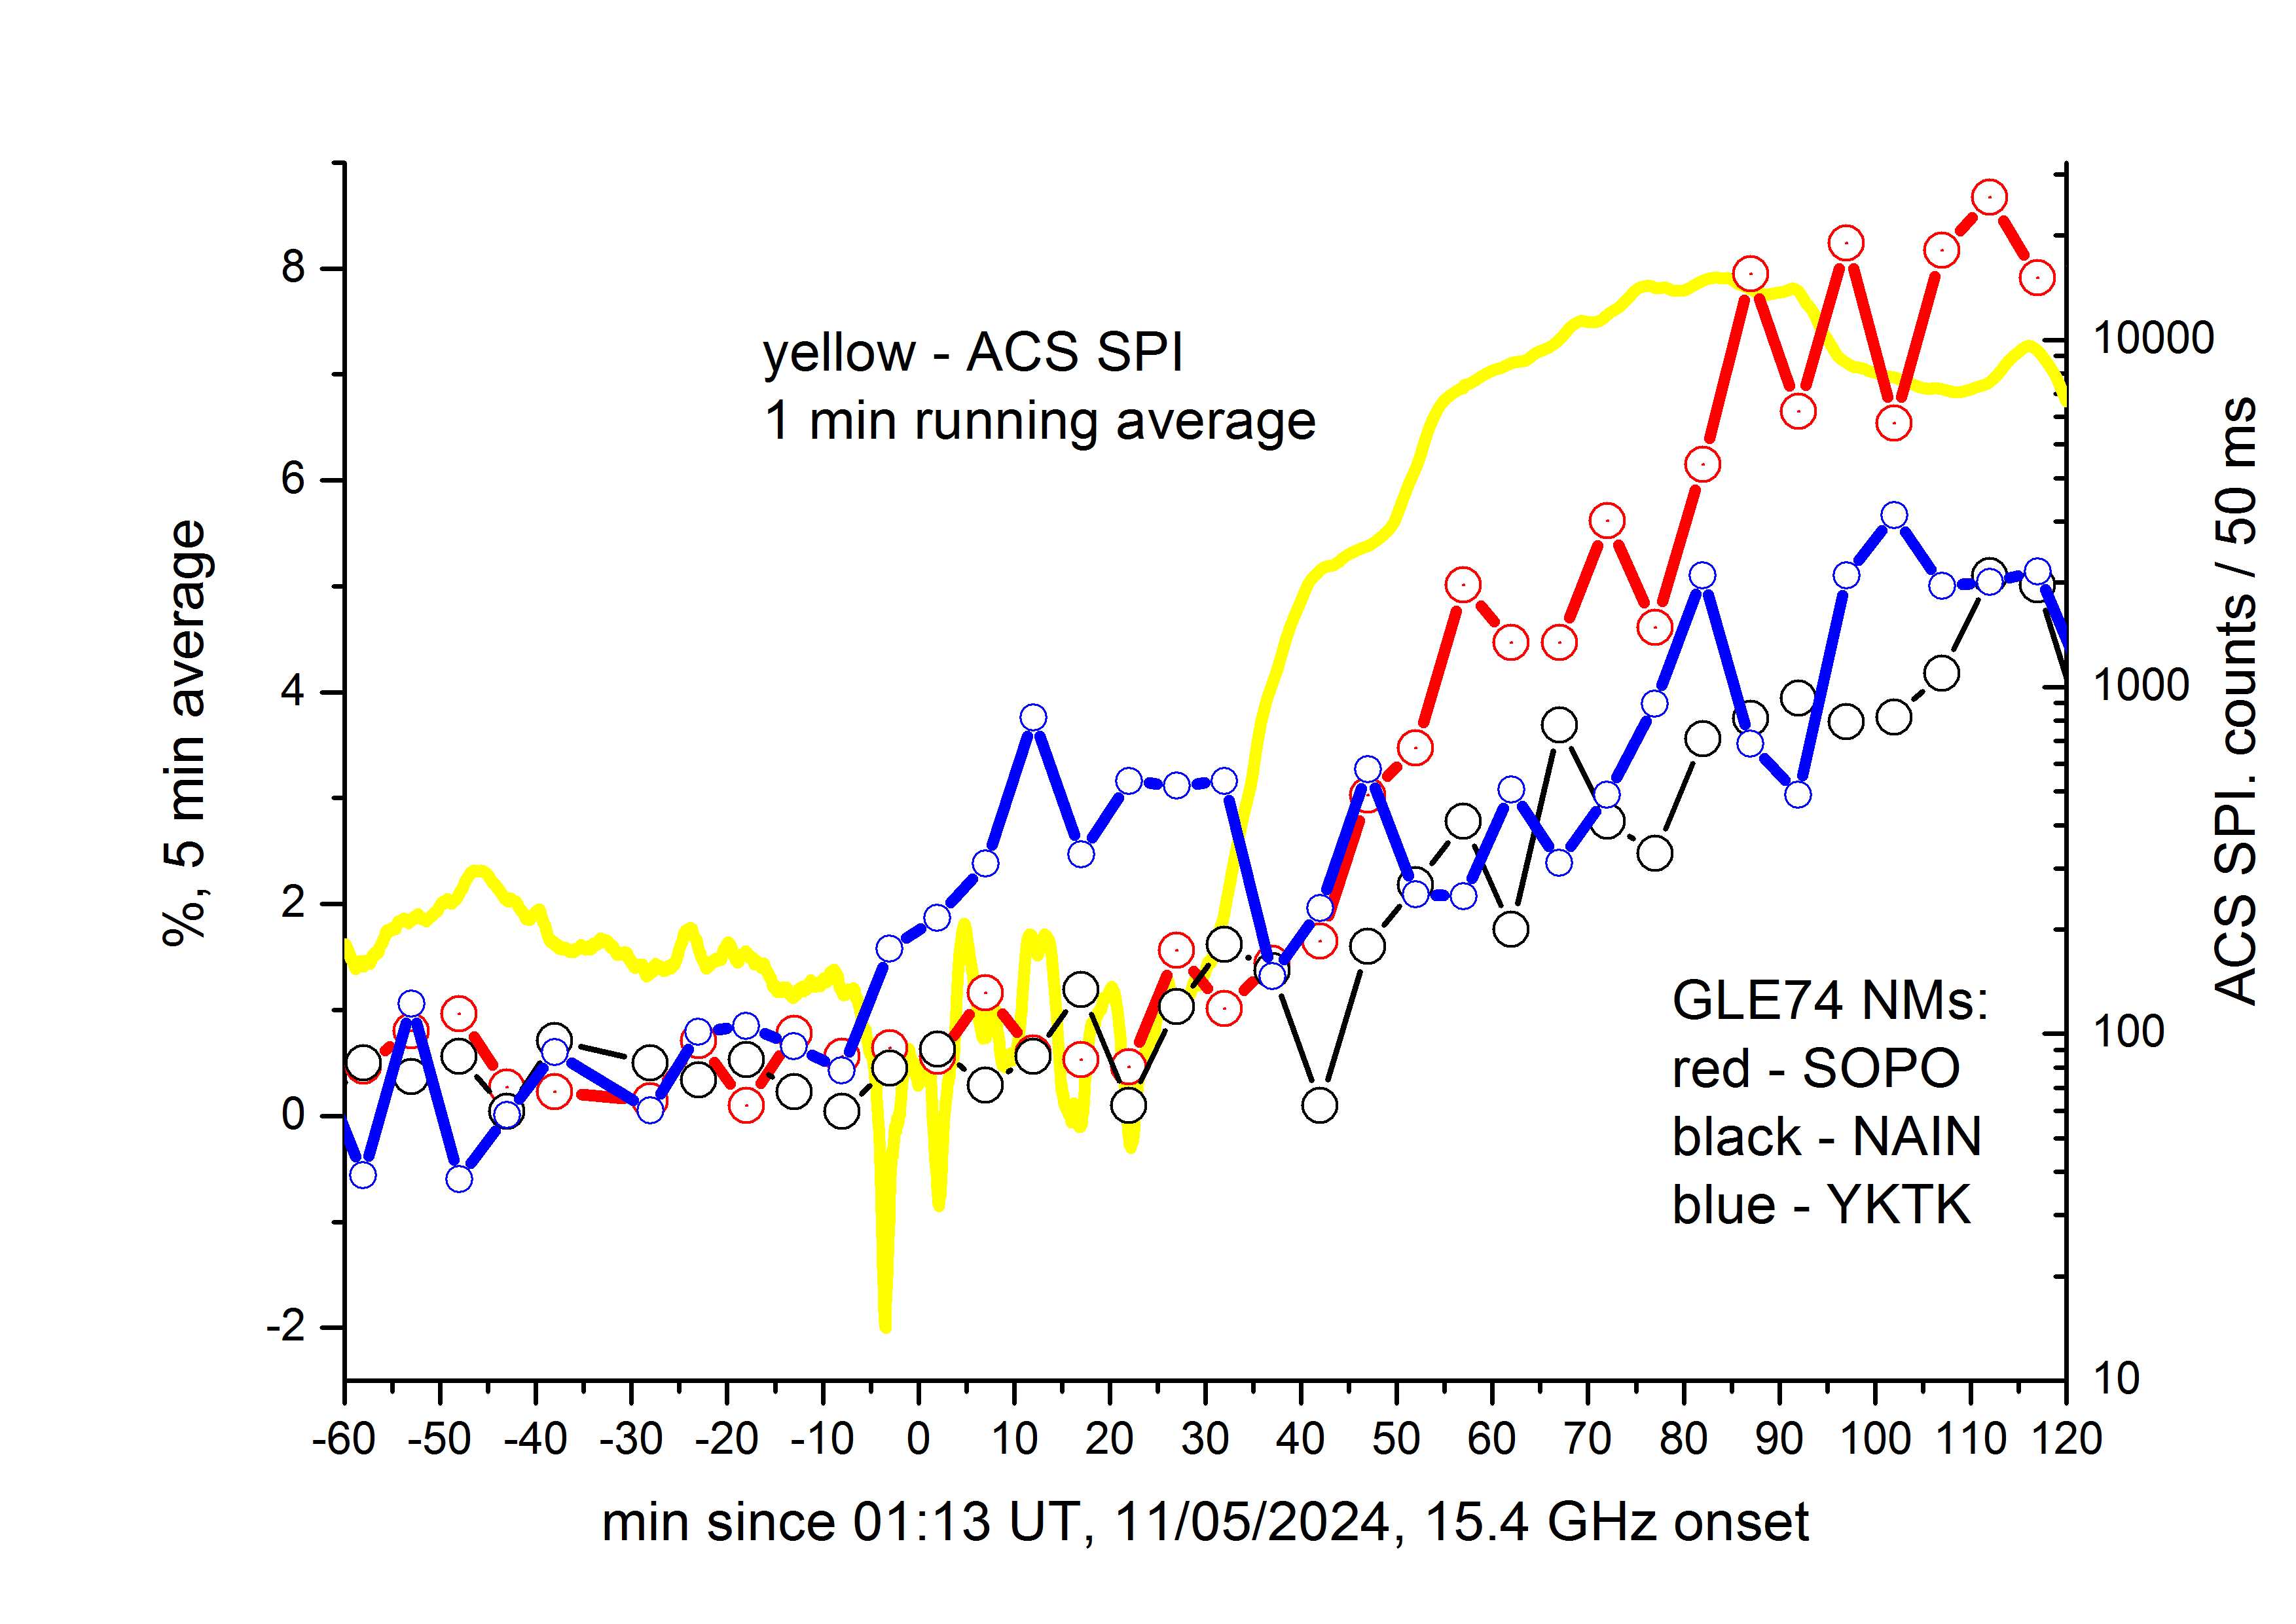 yellow - ACS SPI
1 min running average
8
6
4
2
0
-2
%, 5 min average
10000
1000
100
10
ACS SPI. counts / 50 ms
GLE74 NMs:
red - SOPO
black - NAIN
blue - YKTK
-60 -50 -40 -30 -20 -10 0 10 20 30 40 50 60 70 80 90 100 110 120
min since 01:13 UT, 11/05/2024, 15.4 GHz onset